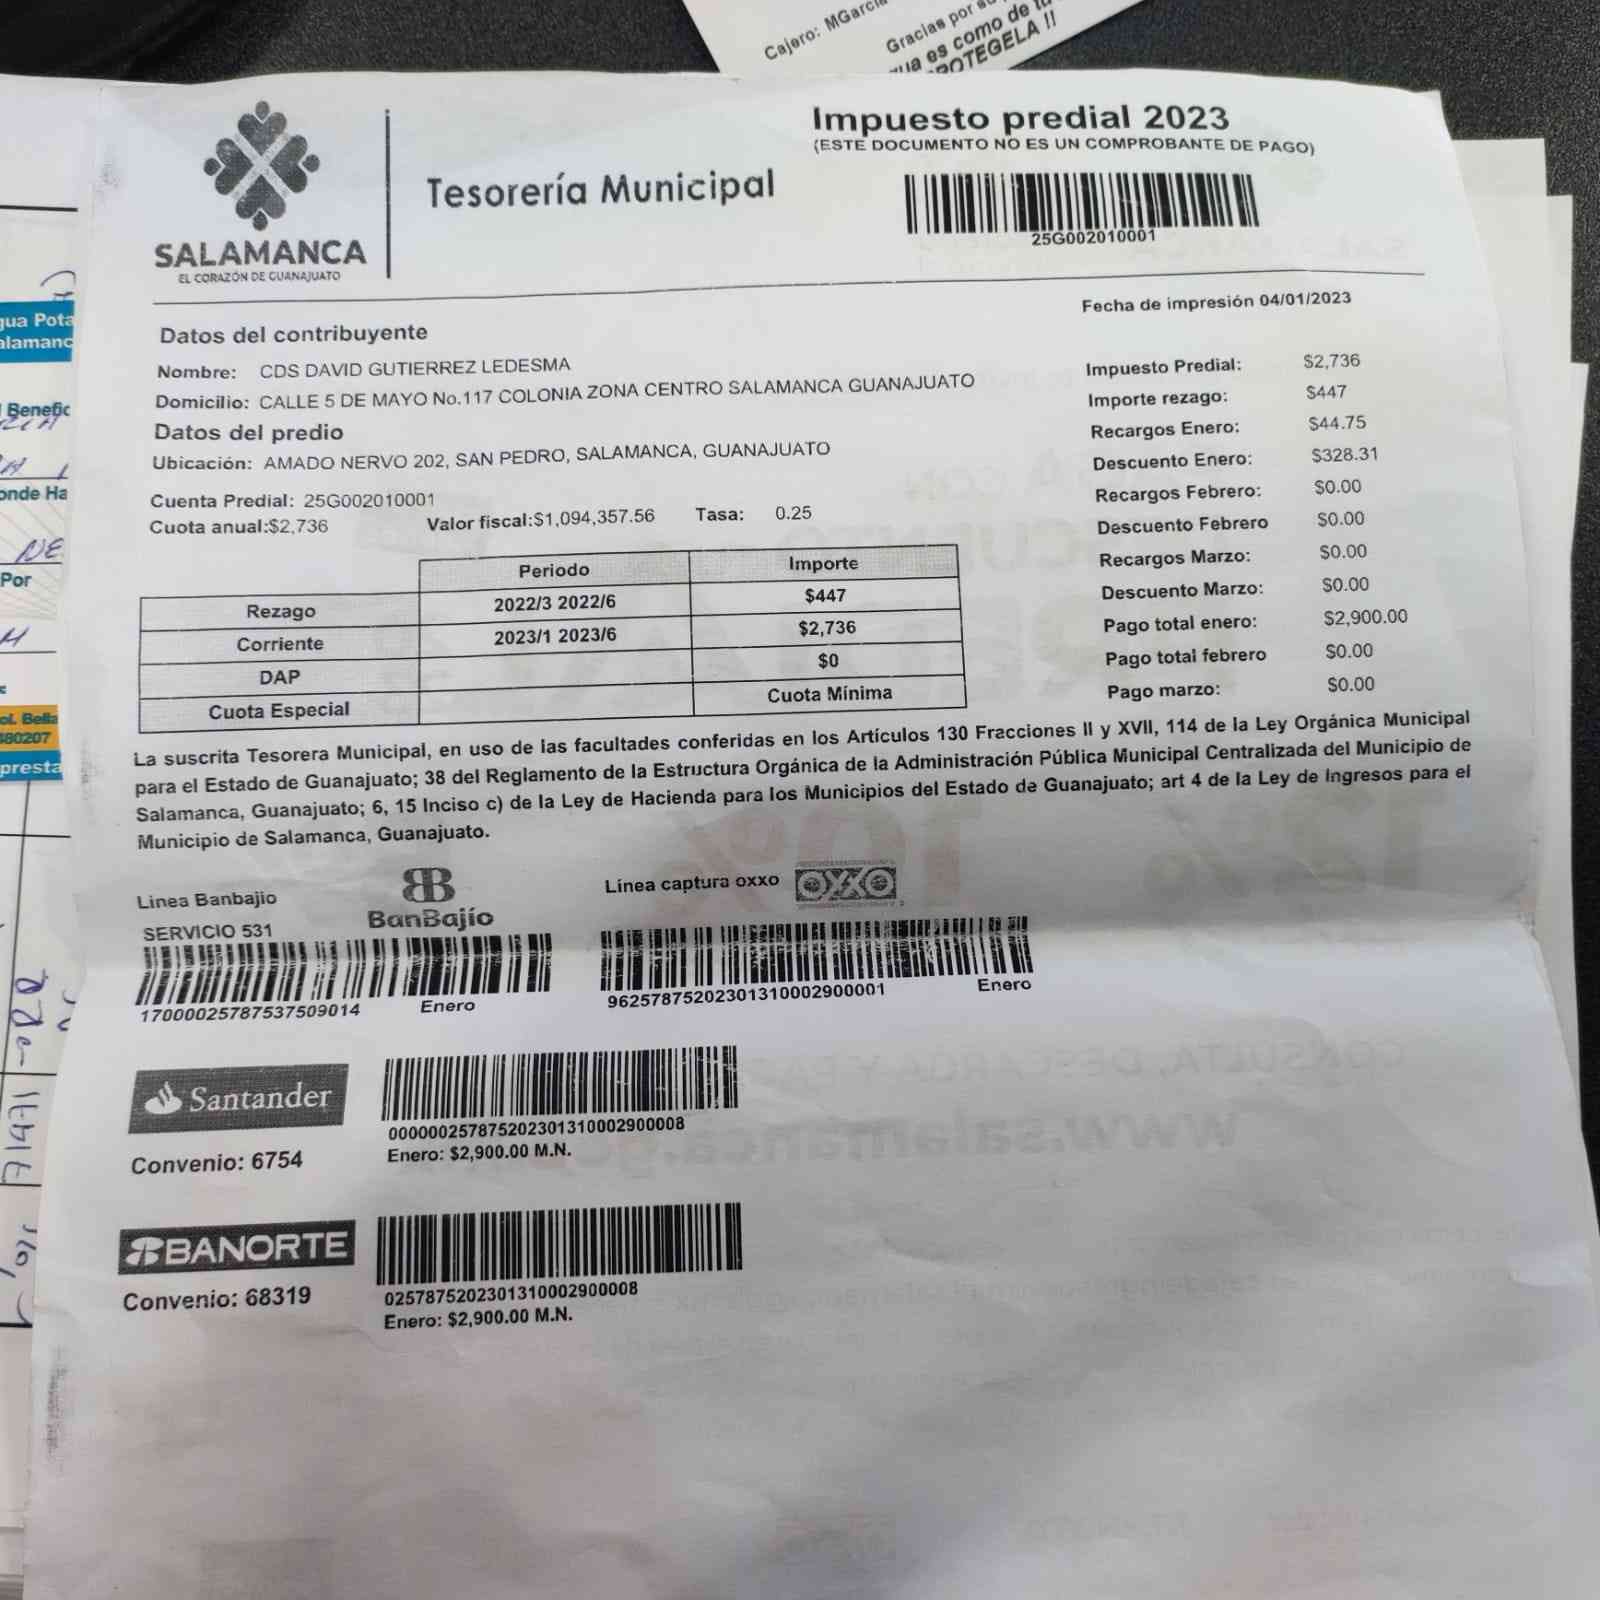 Cajero: MGarcia
Gracias por su
ua es como de tu
PROTEGELA !!
SALAMANCA
EL CORAZÓN DE GUANAJUATO
Tesorería Municipal
Impuesto predial 2023
(ESTE DOCUMENTO NO ES UN COMPROBANTE DE PAGO)
25G002010001
Fecha de impresión 04/01/2023
Datos del contribuyente
Nombre: CDS DAVID GUTIERREZ LEDESMA
Domicilio: CALLE 5 DE MAYO No.117 COLONIA ZONA CENTRO SALAMANCA GUANAJUATO
Datos del predio
Ubicación: AMADO NERVO 202, SAN PEDRO, SALAMANCA, GUANAJUATO
Cuenta Predial: 25G002010001
Cuota anual:$2,736 Valor fiscal:$1,094,357.56 Tasa: 0.25
Impuesto Predial: $2,736
Importe rezago: $447
Recargos Enero: $44.75
Descuento Enero: $328.31
Recargos Febrero: $0.00
Descuento Febrero $0.00
Recargos Marzo: $0.00
Descuento Marzo: $0.00
Pago total enero: $2,900.00
Pago total febrero $0.00
Pago marzo: $0.00
Periodo Importe
Rezago 2022/3 2022/6 $447
Corriente 2023/1 2023/6 $2,736
DAP $0
Cuota Especial Cuota Mínima
La suscrita Tesorera Municipal, en uso de las facultades conferidas en los Artículos 130 Fracciones II y XVII, 114 de la Ley Orgánica Municipal
para el Estado de Guanajuato; 38 del Reglamento de la Estructura Orgánica de la Administración Pública Municipal Centralizada del Municipio de
Salamanca, Guanajuato; 6, 15 Inciso c) de la Ley de Hacienda para los Municipios del Estado de Guanajuato; art 4 de la Ley de Ingresos para el
Municipio de Salamanca, Guanajuato.
Linea Banbajio
SERVICIO 531
BanBajío
17000025787537509014 Enero
Línea captura oxxo
OXXO
9625787520230131000290​0001 Enero
Santander
Convenio: 6754
000000257875202301310002900008
Enero: $2,900.00 M.N.
BANORTE
Convenio: 68319
0257875202301310002900008
Enero: $2,900.00 M.N.
gua Pota
alamanc
Benefic
onde Ha
NE
Por
ol. Bella
480207
presta